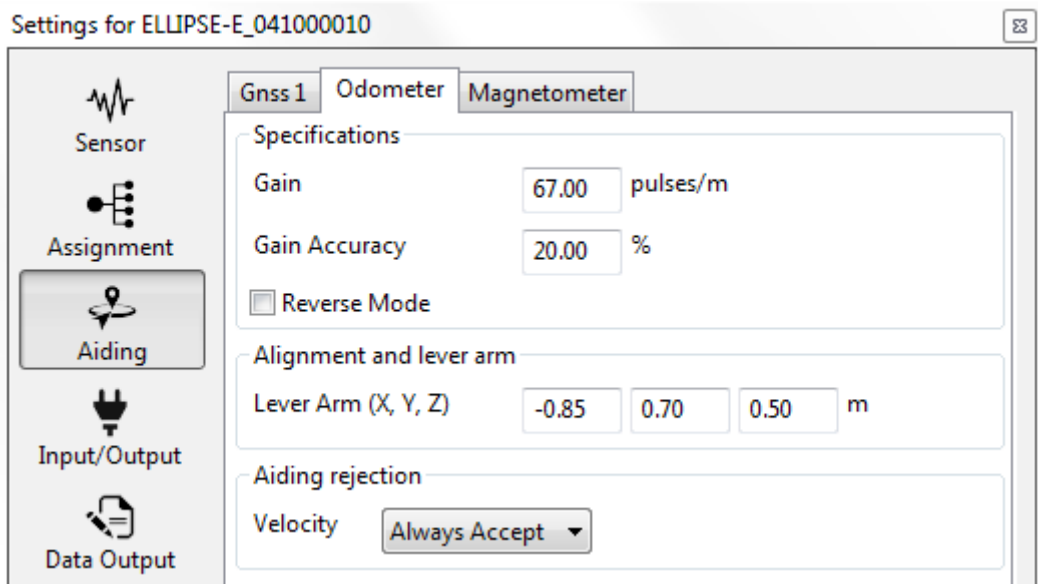 Settings for ELLIPSE-E_041000010
Sensor
Assignment
Aiding
Input/Output
Data Output
Gnss 1 Odometer Magnetometer
Specifications
Gain 67.00 pulses/m
Gain Accuracy 20.00 %
Reverse Mode
Alignment and lever arm
Lever Arm (X, Y, Z) -0.85 0.70 0.50 m
Aiding rejection
Velocity Always Accept